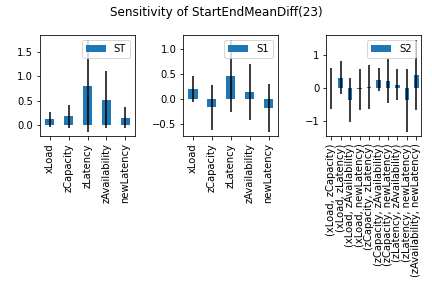 Sensitivity of StartEndMeanDiff(23)
ST
1.5
1.0
0.5
0.0
xLoad
zCapacity
zLatency
zAvailability
newLatency
S1
1.0
0.5
0.0
−0.5
xLoad
zCapacity
zLatency
zAvailability
newLatency
S2
1
0
−1
(xLoad, zCapacity)
(xLoad, zLatency)
(xLoad, zAvailability)
(xLoad, newLatency)
(zCapacity, zLatency)
(zCapacity, zAvailability)
(zCapacity, newLatency)
(zLatency, zAvailability)
(zLatency, newLatency)
(zAvailability, newLatency)